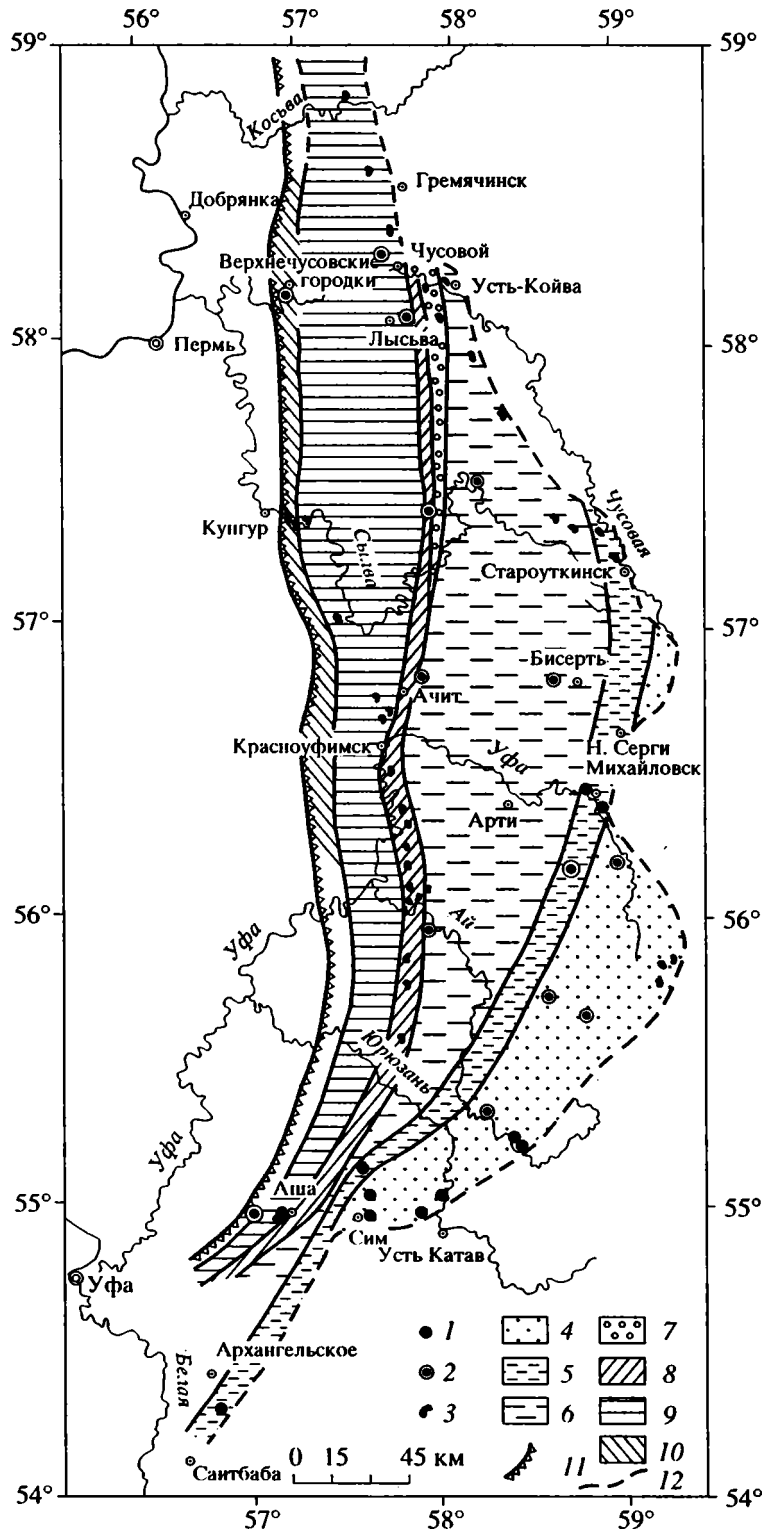 56° 57° 58° 59°
59° 59°
Косьва
Гремячинск
Добрянка
Чусовой
Верхнечусовские
городки
Усть-Койва
58° 58°
Пермь
Лысьва
Кунгур
Сылва
Чусовая
Староуткинск
57° 57°
Бисерть
Ачит
Красноуфимск
Уфа
Н. Серги
Михайловск
Арти
56° 56°
Уфа
Ай
Юрюзань
Уфа
55° 55°
Аша
Сим
Усть Катав
Уфа
1 4 7
Архангельское
2 5 8
Белая
3 6 9
Саитбаба
0 15 45 км
11 10
12
54° 54°
57° 58° 59°